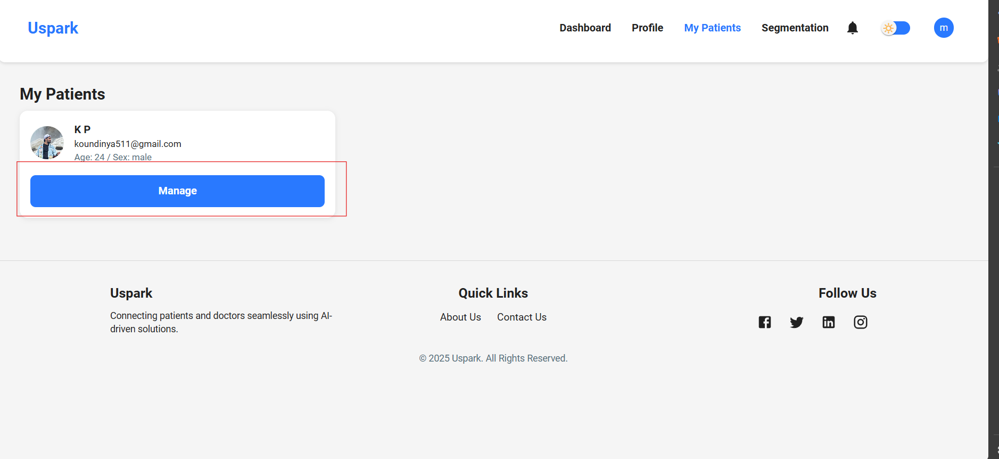 Uspark
Dashboard Profile My Patients Segmentation m
My Patients
K P
koundinya511@gmail.com
Age: 24 / Sex: male
Manage
Uspark
Connecting patients and doctors seamlessly using AI-
driven solutions.
Quick Links
About Us Contact Us
Follow Us
© 2025 Uspark. All Rights Reserved.